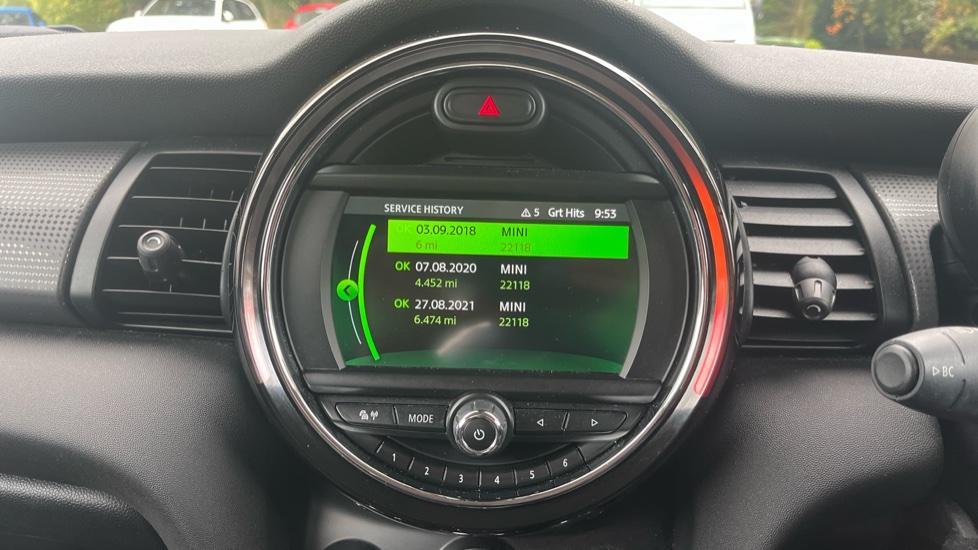 SERVICE HISTORY ⚠ 5 Grt Hits 9:53
OK 03.09.2018 MINI
6 mi 22118
OK 07.08.2020 MINI
4.452 mi 22118
OK 27.08.2021 MINI
6.474 mi 22118
MODE
1 2 3 4 5 6
BC